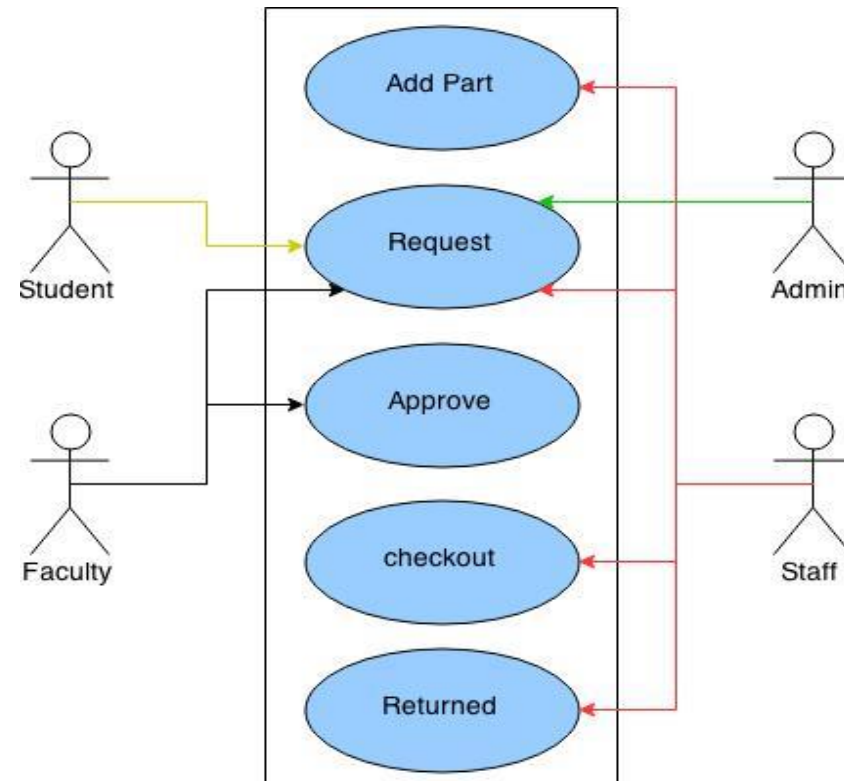 Add Part
Request
Student
Admin
Approve
checkout
Faculty
Staff
Returned